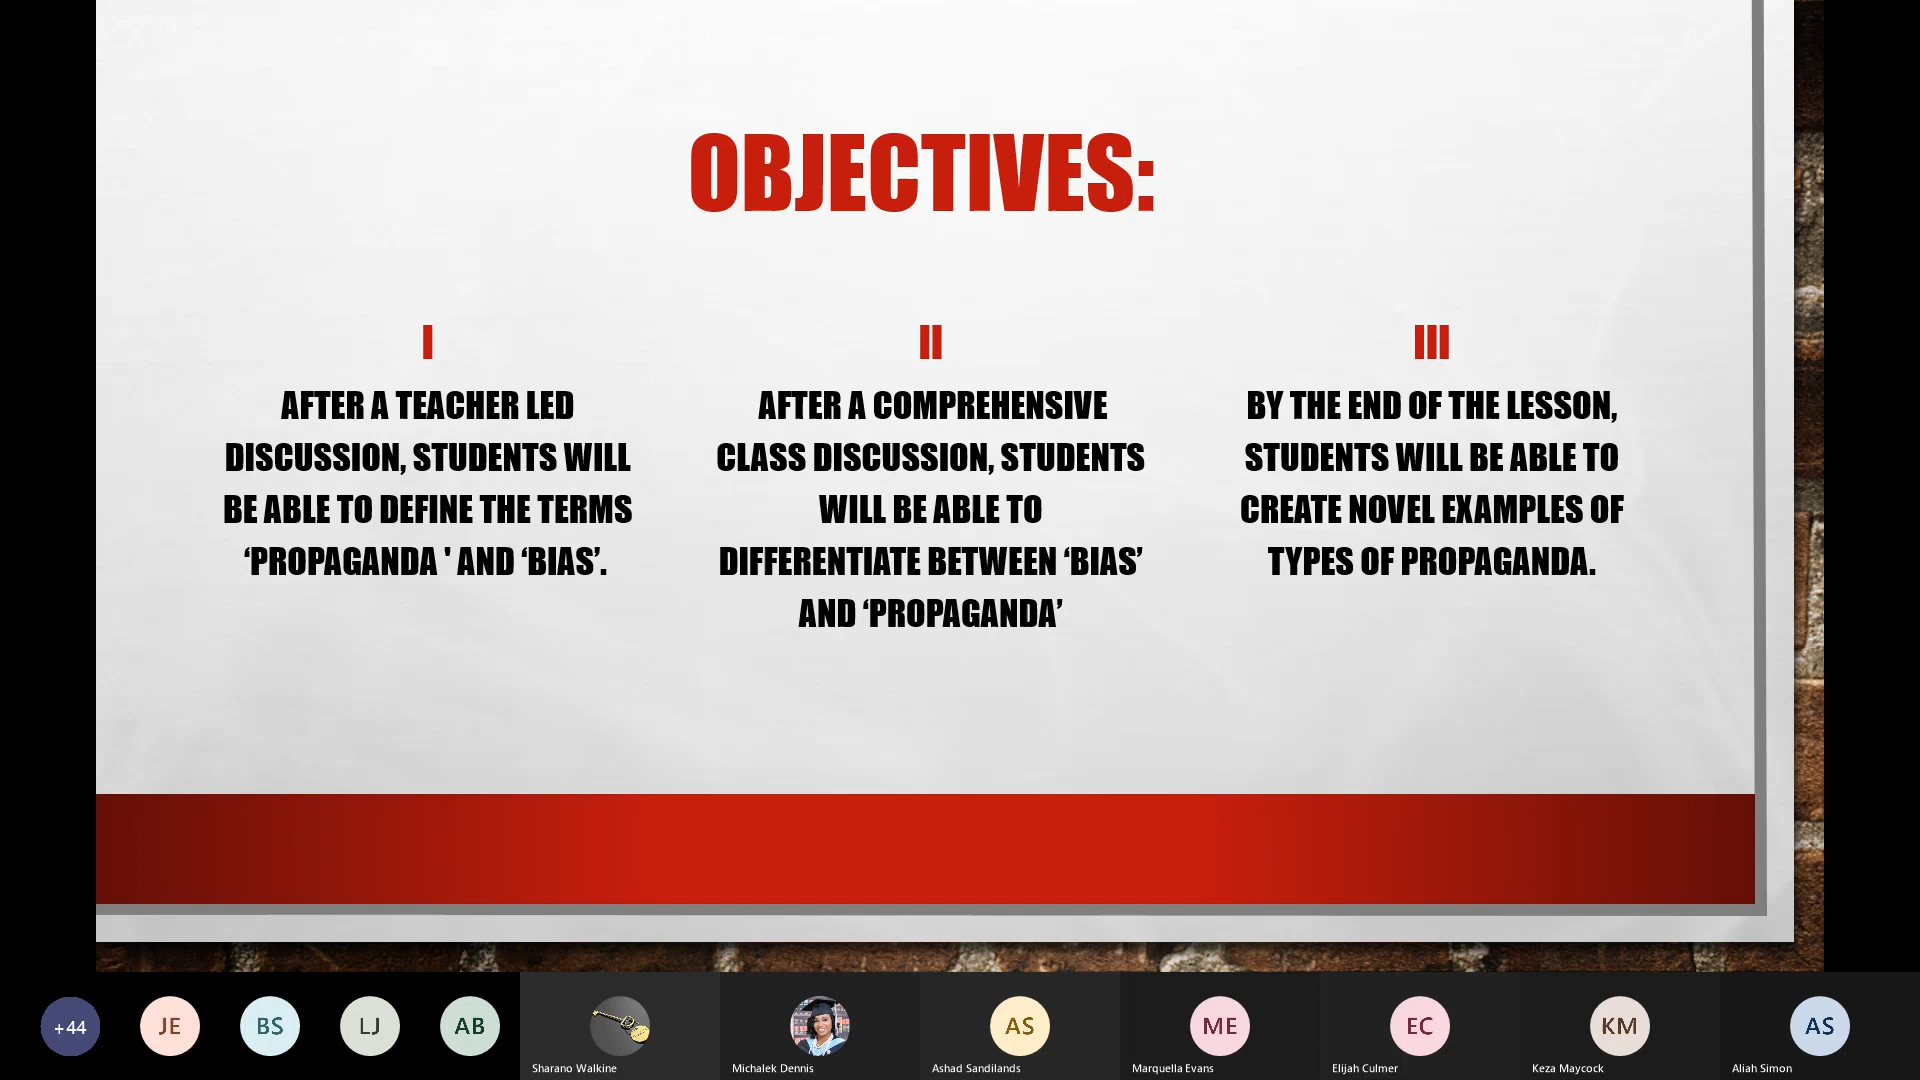 OBJECTIVES:
I
AFTER A TEACHER LED
DISCUSSION, STUDENTS WILL
BE ABLE TO DEFINE THE TERMS
‘PROPAGANDA ' AND ‘BIAS’.
II
AFTER A COMPREHENSIVE
CLASS DISCUSSION, STUDENTS
WILL BE ABLE TO
DIFFERENTIATE BETWEEN ‘BIAS’
AND ‘PROPAGANDA’
III
BY THE END OF THE LESSON,
STUDENTS WILL BE ABLE TO
CREATE NOVEL EXAMPLES OF
TYPES OF PROPAGANDA.
+44
JE
BS
LJ
AB
Sharano Walkine
Michalek Dennis
AS
Ashad Sandilands
ME
Marquella Evans
EC
Elijah Culmer
KM
Keza Maycock
AS
Aliah Simon